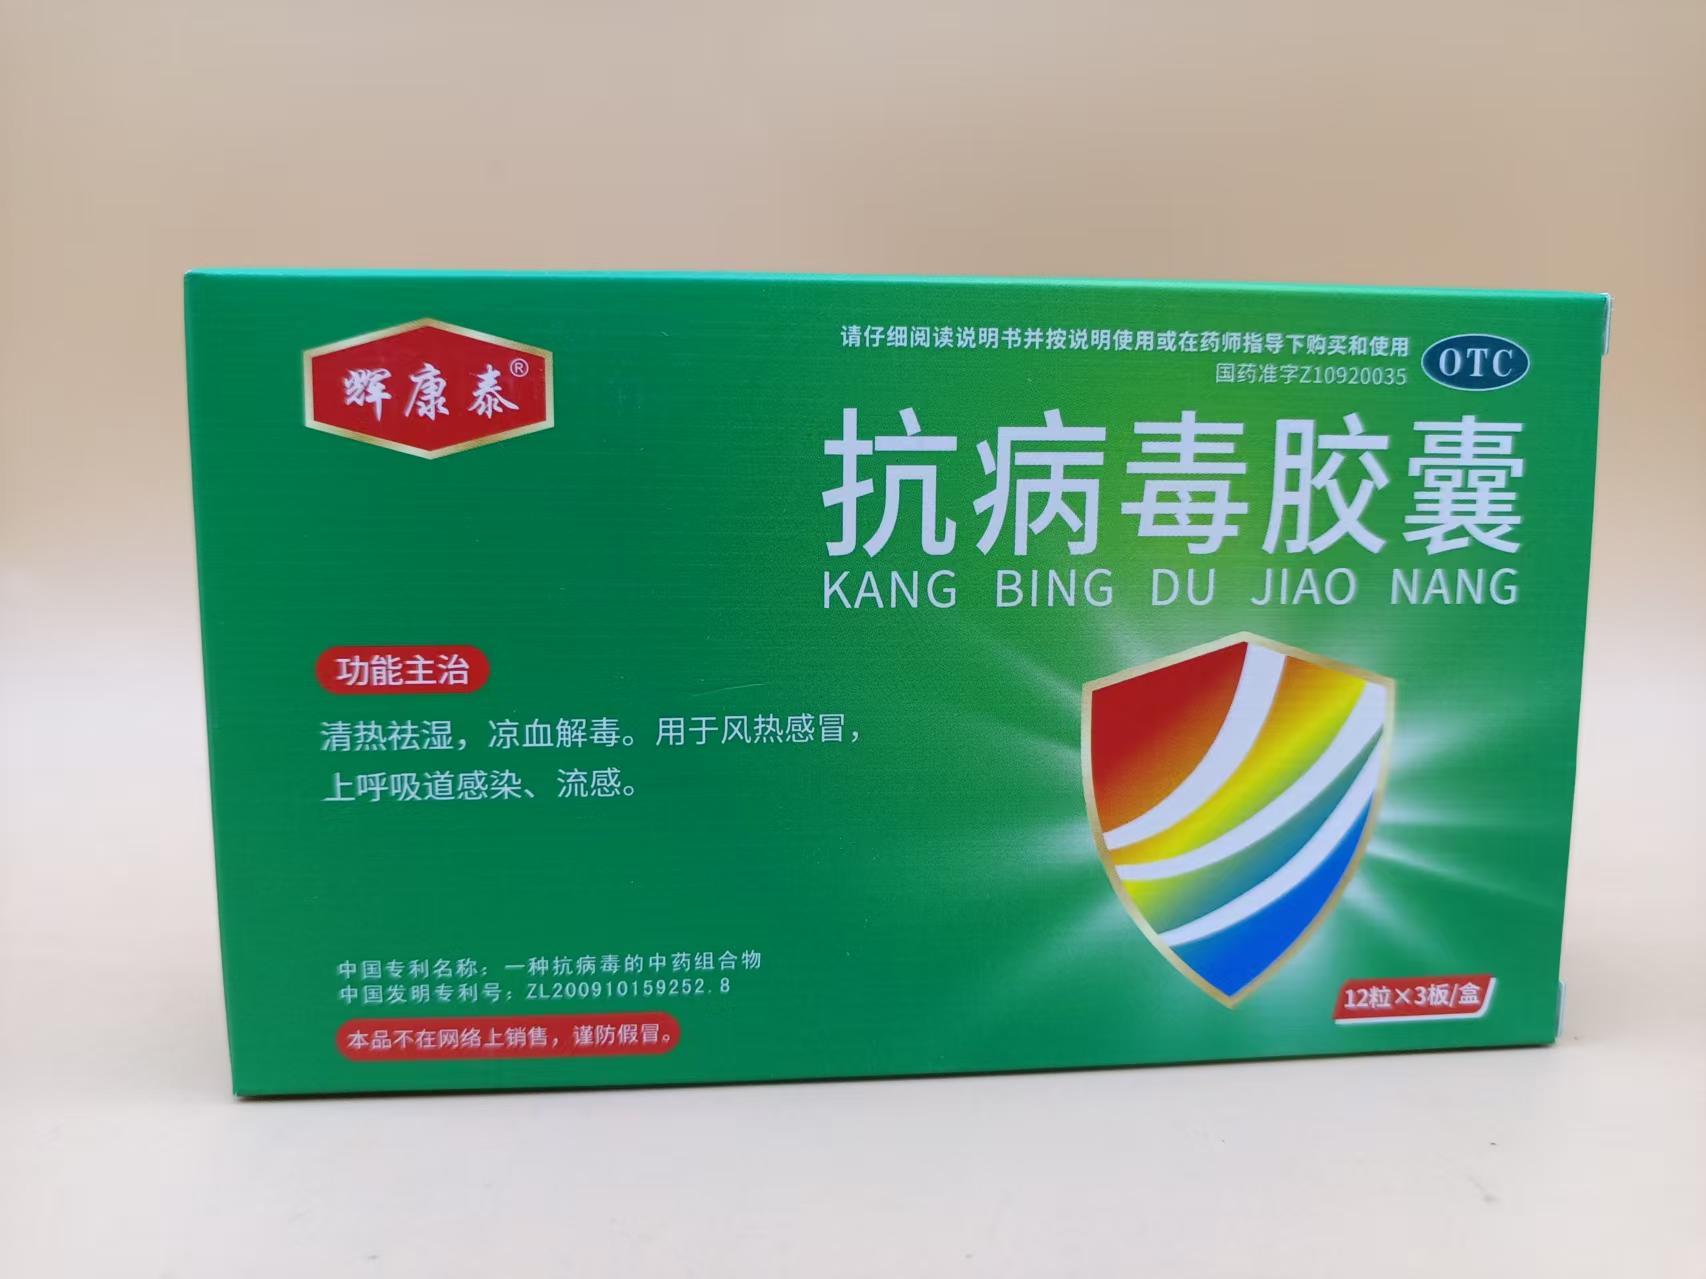 辉康泰®
请仔细阅读说明书并按说明使用或在药师指导下购买和使用
国药准字Z10920035
OTC
抗病毒胶囊
KANG BING DU JIAO NANG
功能主治
清热祛湿，凉血解毒。用于风热感冒，
上呼吸道感染、流感。
中国专利名称：一种抗病毒的中药组合物
中国发明专利号：ZL200910159252.8
本品不在网络上销售，谨防假冒。
12粒×3板/盒